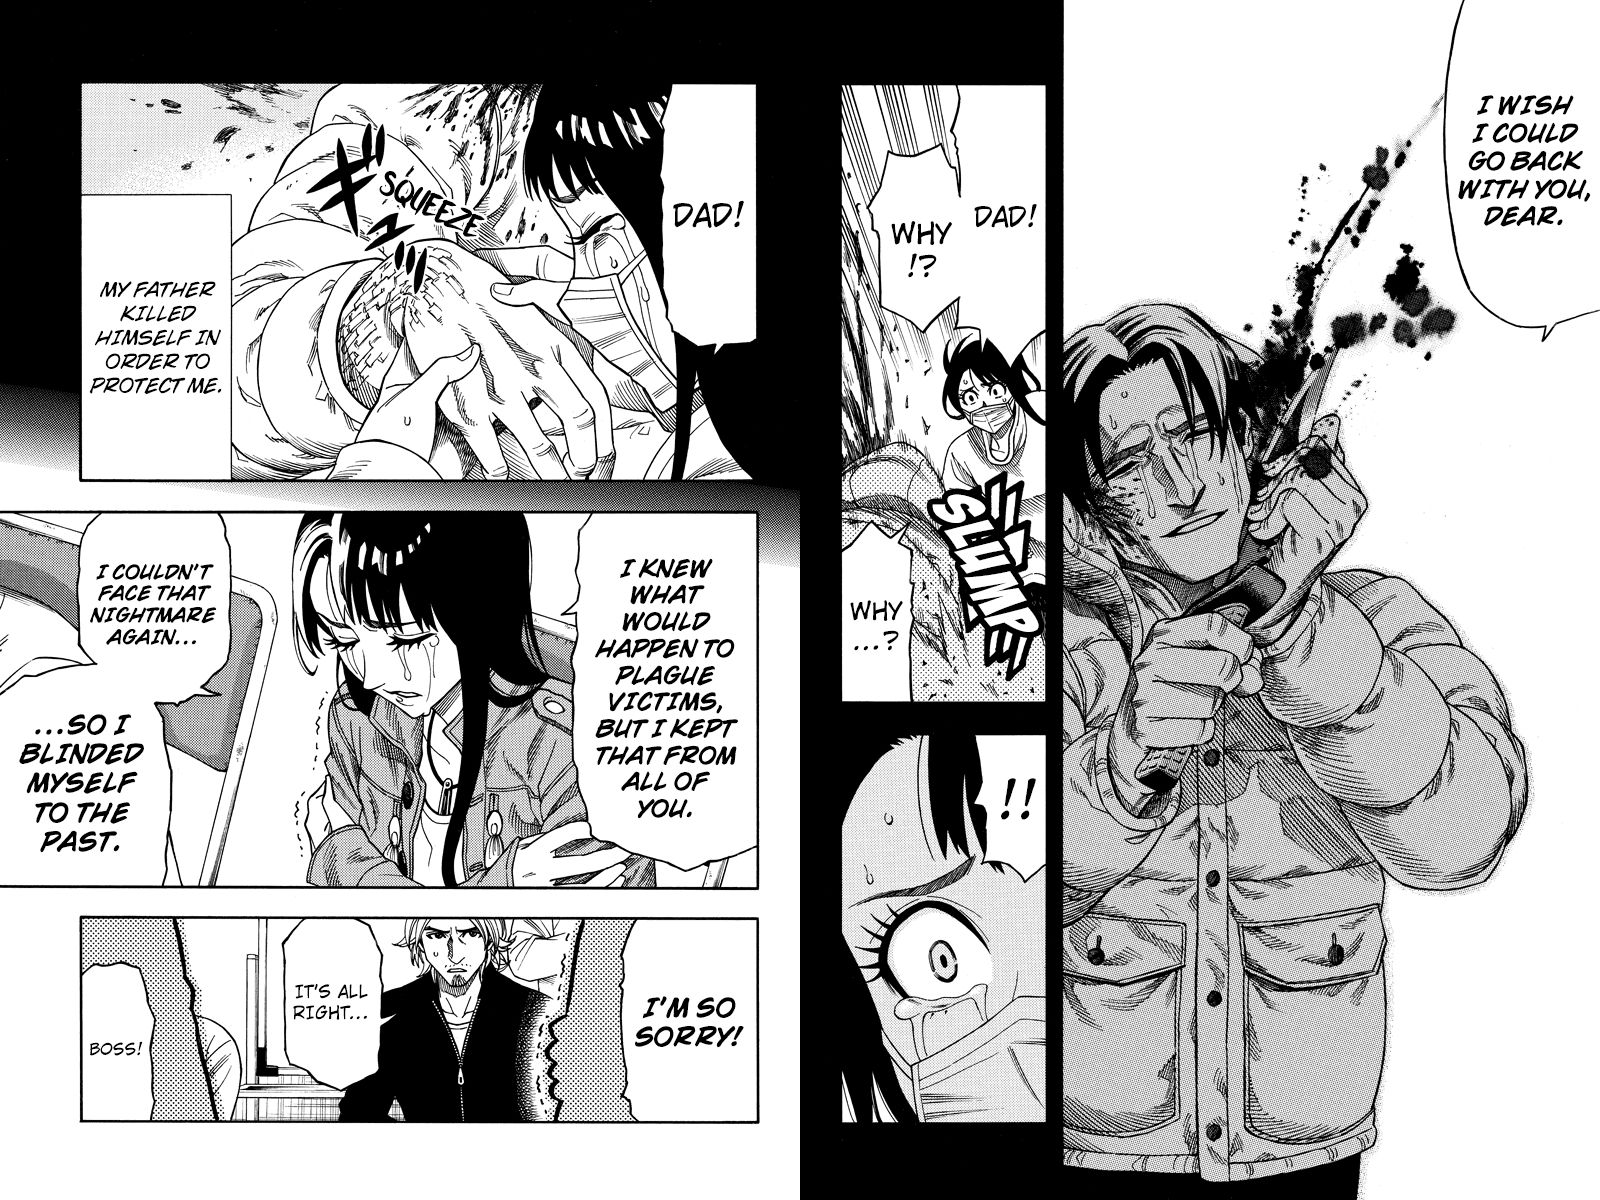 I WISH
I COULD
GO BACK
WITH YOU,
DEAR.
DAD!
WHY
!?
SLUMP
WHY
...?
!!
DAD!
SQUEEZE
MY FATHER
KILLED
HIMSELF IN
ORDER TO
PROTECT ME.
I KNEW
WHAT
WOULD
HAPPEN TO
PLAGUE
VICTIMS,
BUT I KEPT
THAT FROM
ALL OF
YOU.
I COULDN'T
FACE THAT
NIGHTMARE
AGAIN...
...SO I
BLINDED
MYSELF
TO THE
PAST.
I'M SO
SORRY!
IT'S ALL
RIGHT...
BOSS!